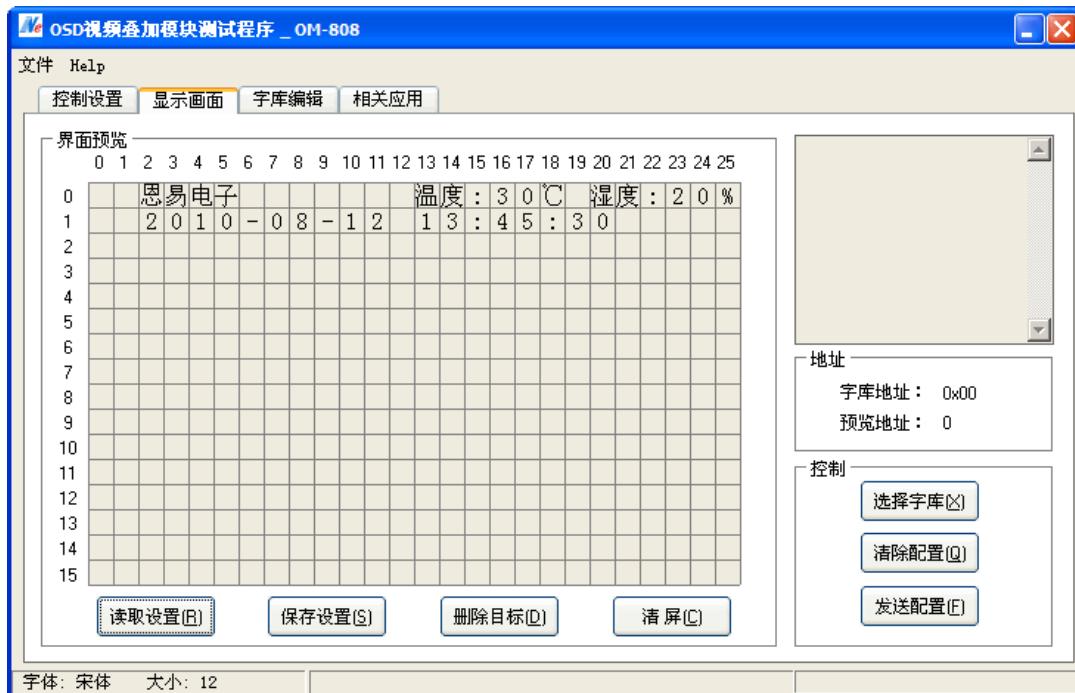 OSD视频叠加模块测试程序 _ OM-808
文件 Help
控制设置 显示画面 字库编辑 相关应用
界面预览
0 1 2 3 4 5 6 7 8 9 10 11 12 13 14 15 16 17 18 19 20 21 22 23 24 25
0 恩易电子 温度:30℃ 湿度:20%
1 2010-08-12 13:45:30
2
3
4
5
6
7
8
9
10
11
12
13
14
15
读取设置(R) 保存设置(S) 删除目标(D) 清 屏(C)
地址
字库地址: 0x00
预览地址: 0
控制
选择字库(X)
清除配置(Q)
发送配置(F)
字体: 宋体 大小: 12